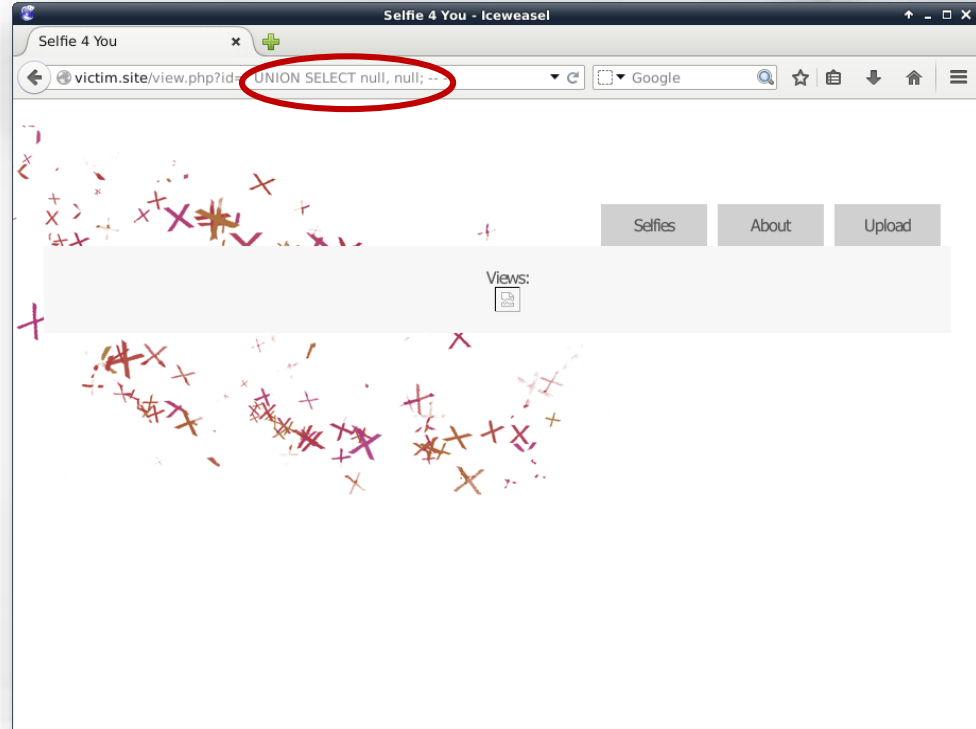 Selfie 4 You - Iceweasel
Selfie 4 You
victim.site/view.php?id= UNION SELECT null, null; -- -
Google
Selfies About Upload
Views: